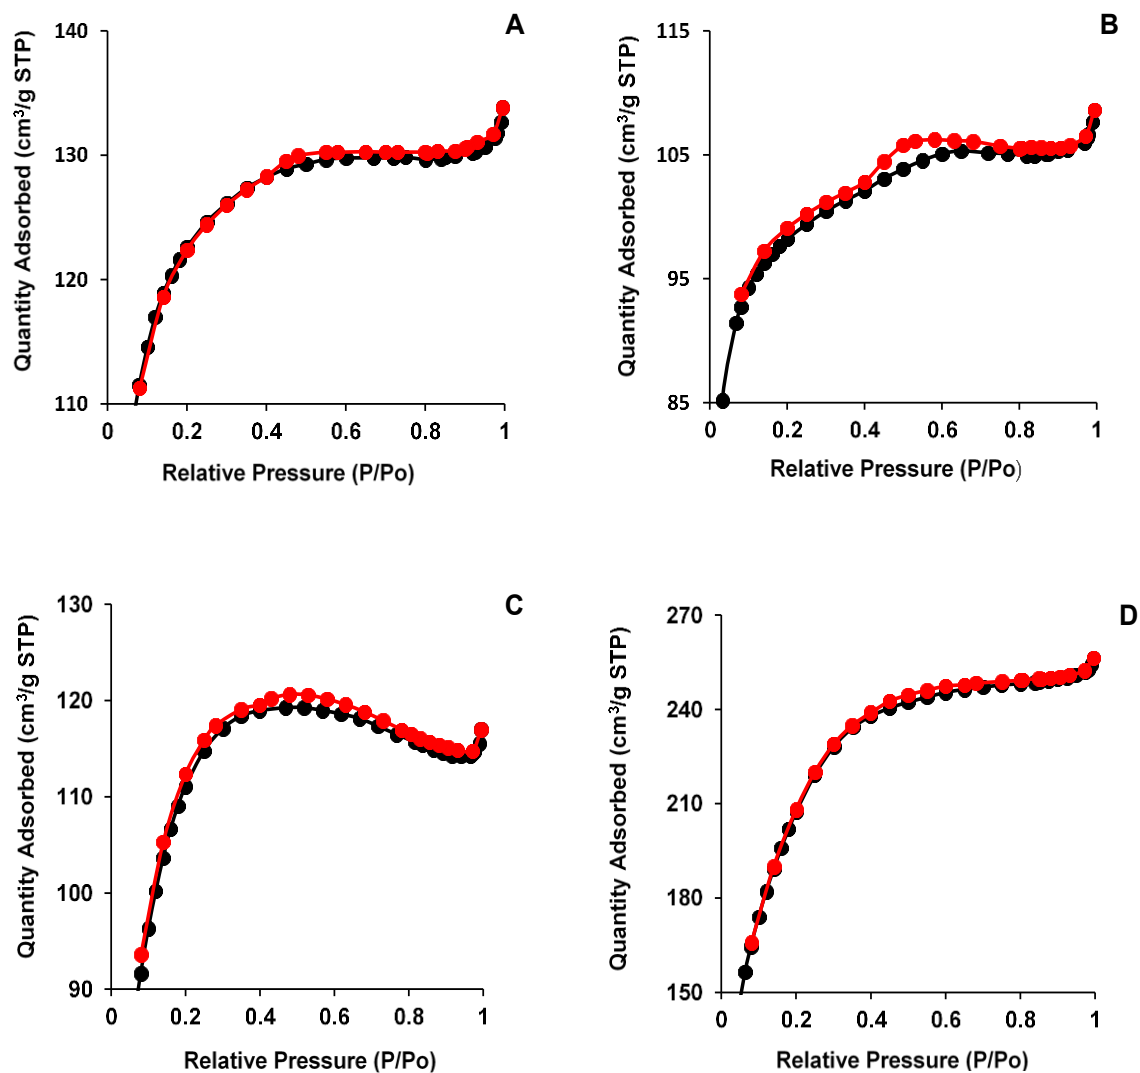 A
Quantity Adsorbed (cm³/g STP)
140
130
120
110
0 0.2 0.4 0.6 0.8 1
Relative Pressure (P/Po)
B
Quantity Adsorbed (cm³/g STP)
115
105
95
85
0 0.2 0.4 0.6 0.8 1
Relative Pressure (P/Po)
C
Quantity Adsorbed (cm³/g STP)
130
120
110
100
90
0 0.2 0.4 0.6 0.8 1
Relative Pressure (P/Po)
D
Quantity Adsorbed (cm³/g STP)
270
240
210
180
150
0 0.2 0.4 0.6 0.8 1
Relative Pressure (P/Po)